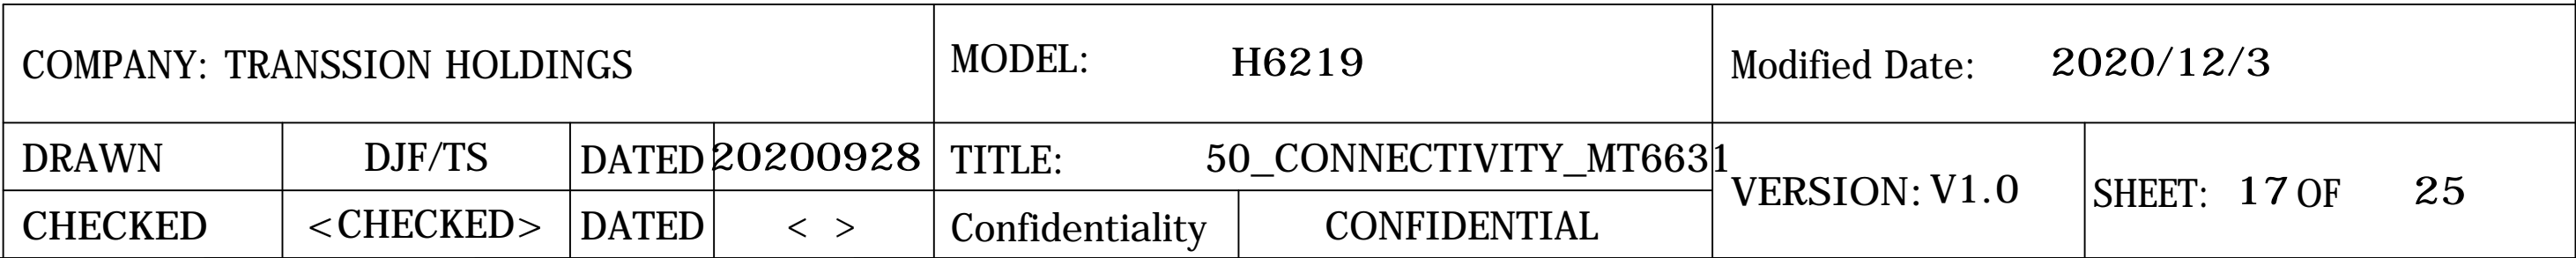 COMPANY: TRANSSION HOLDINGS MODEL: H6219 Modified Date: 2020/12/3
DRAWN DJF/TS DATED 20200928 TITLE: 50_CONNECTIVITY_MT6631
VERSION: V1.0 SHEET: 17 OF 25
CHECKED <CHECKED> DATED < > Confidentiality CONFIDENTIAL